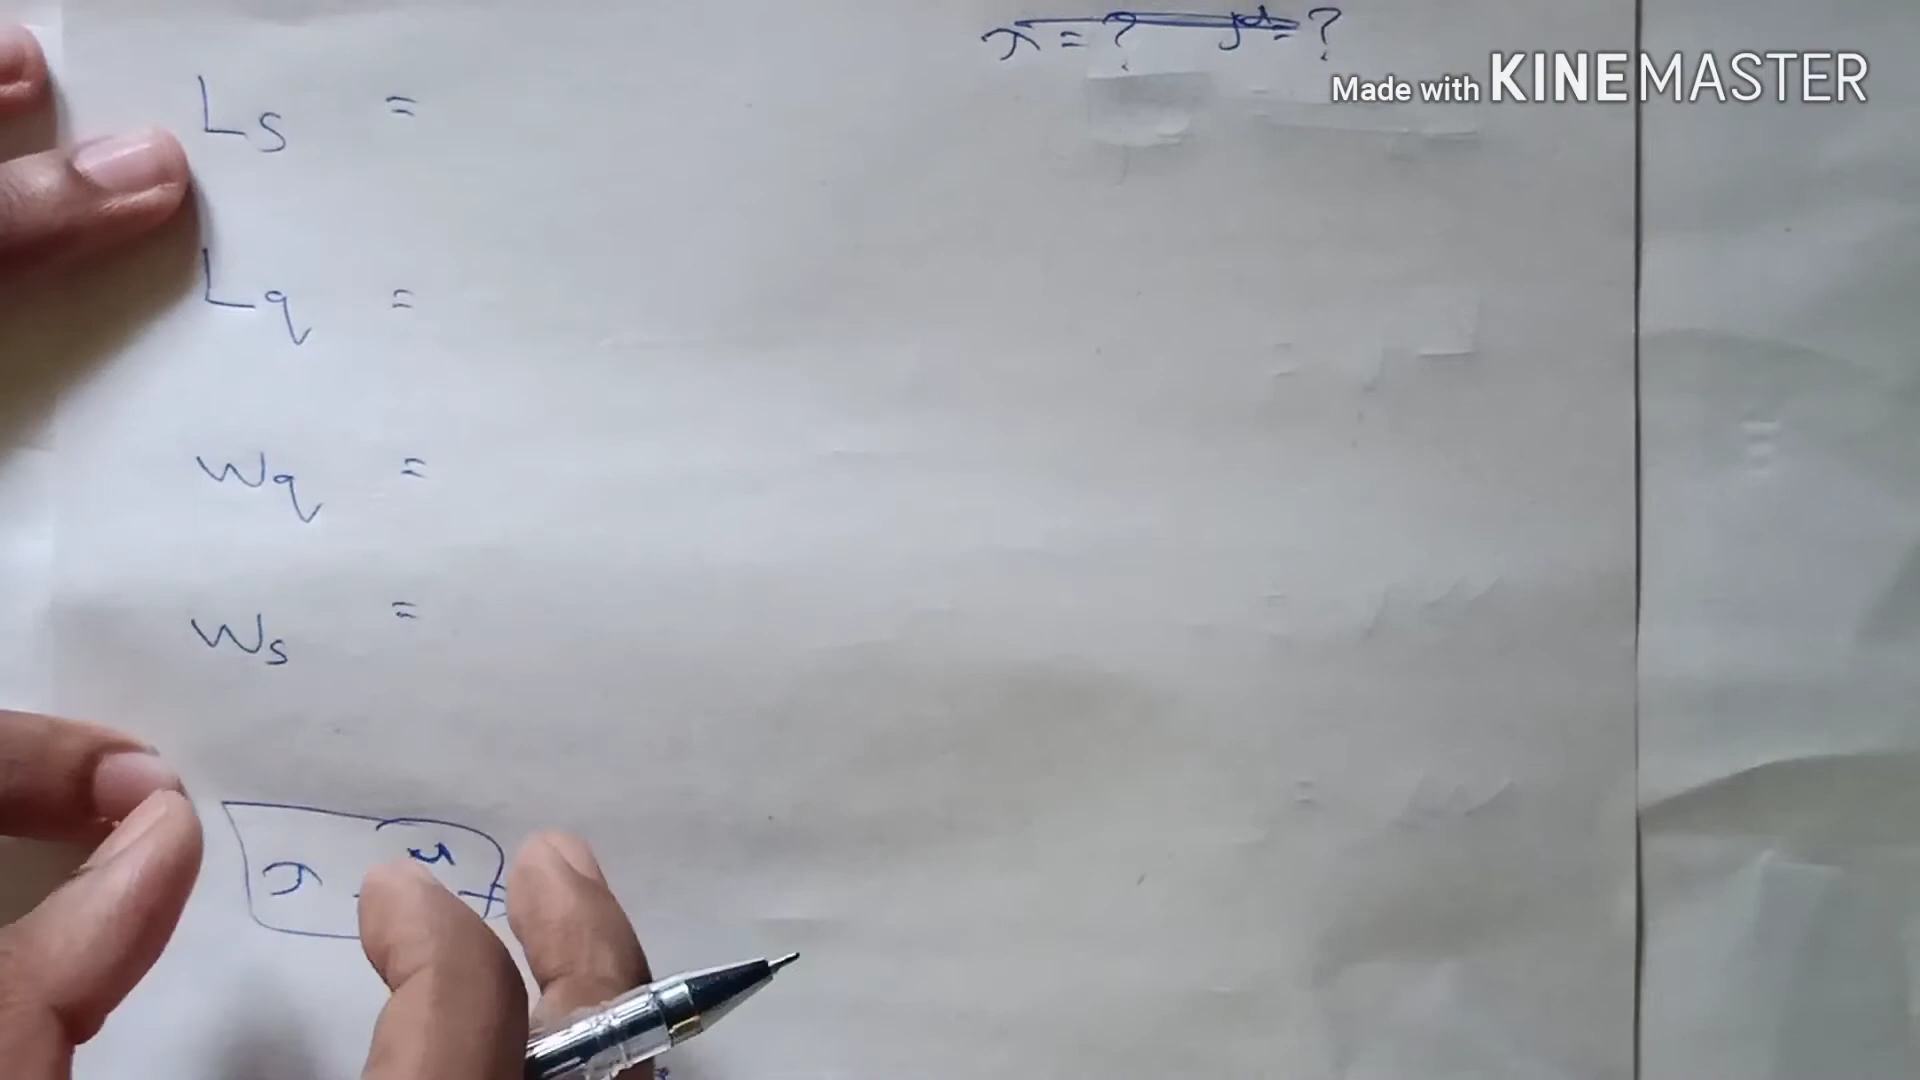 λ = ? μ = ?
Made with KINEMASTER
Ls =
Lq =
Wq =
Ws =
λ